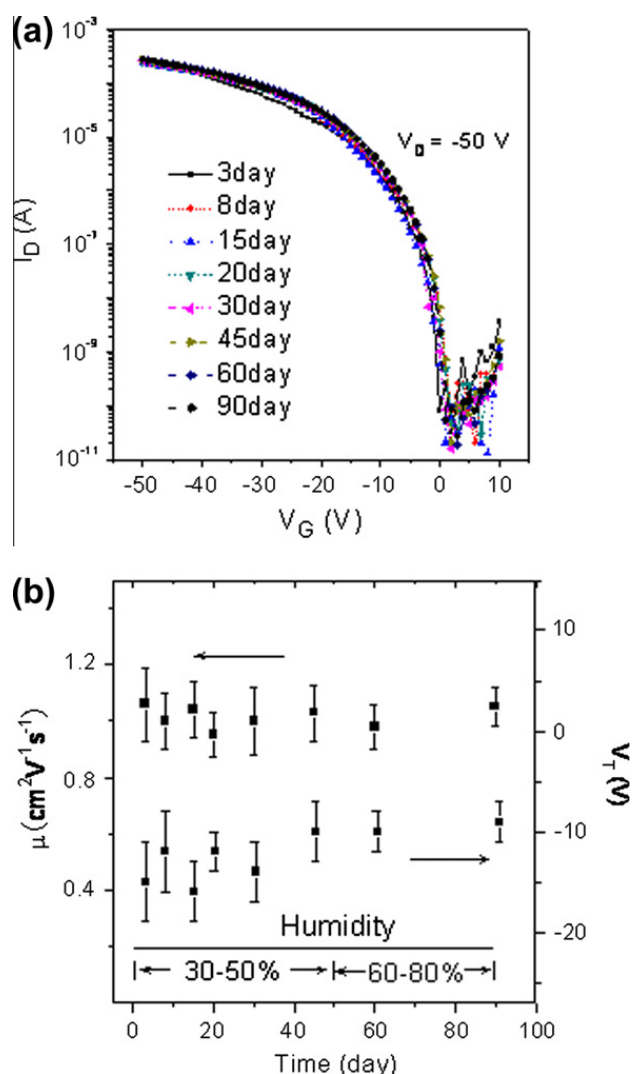 (a)
10⁻³
10⁻⁵
10⁻⁷
10⁻⁹
10⁻¹¹
I_D (A)
V_D = -50 V
3day
8day
15day
20day
30day
45day
60day
90day
-50 -40 -30 -20 -10 0 10
V_G (V)
(b)
1.2
0.8
0.4
μ(cm²V⁻¹s⁻¹)
10
0
-10
-20
V_T(V)
Humidity
30-50% 60-80%
0 20 40 60 80 100
Time (day)